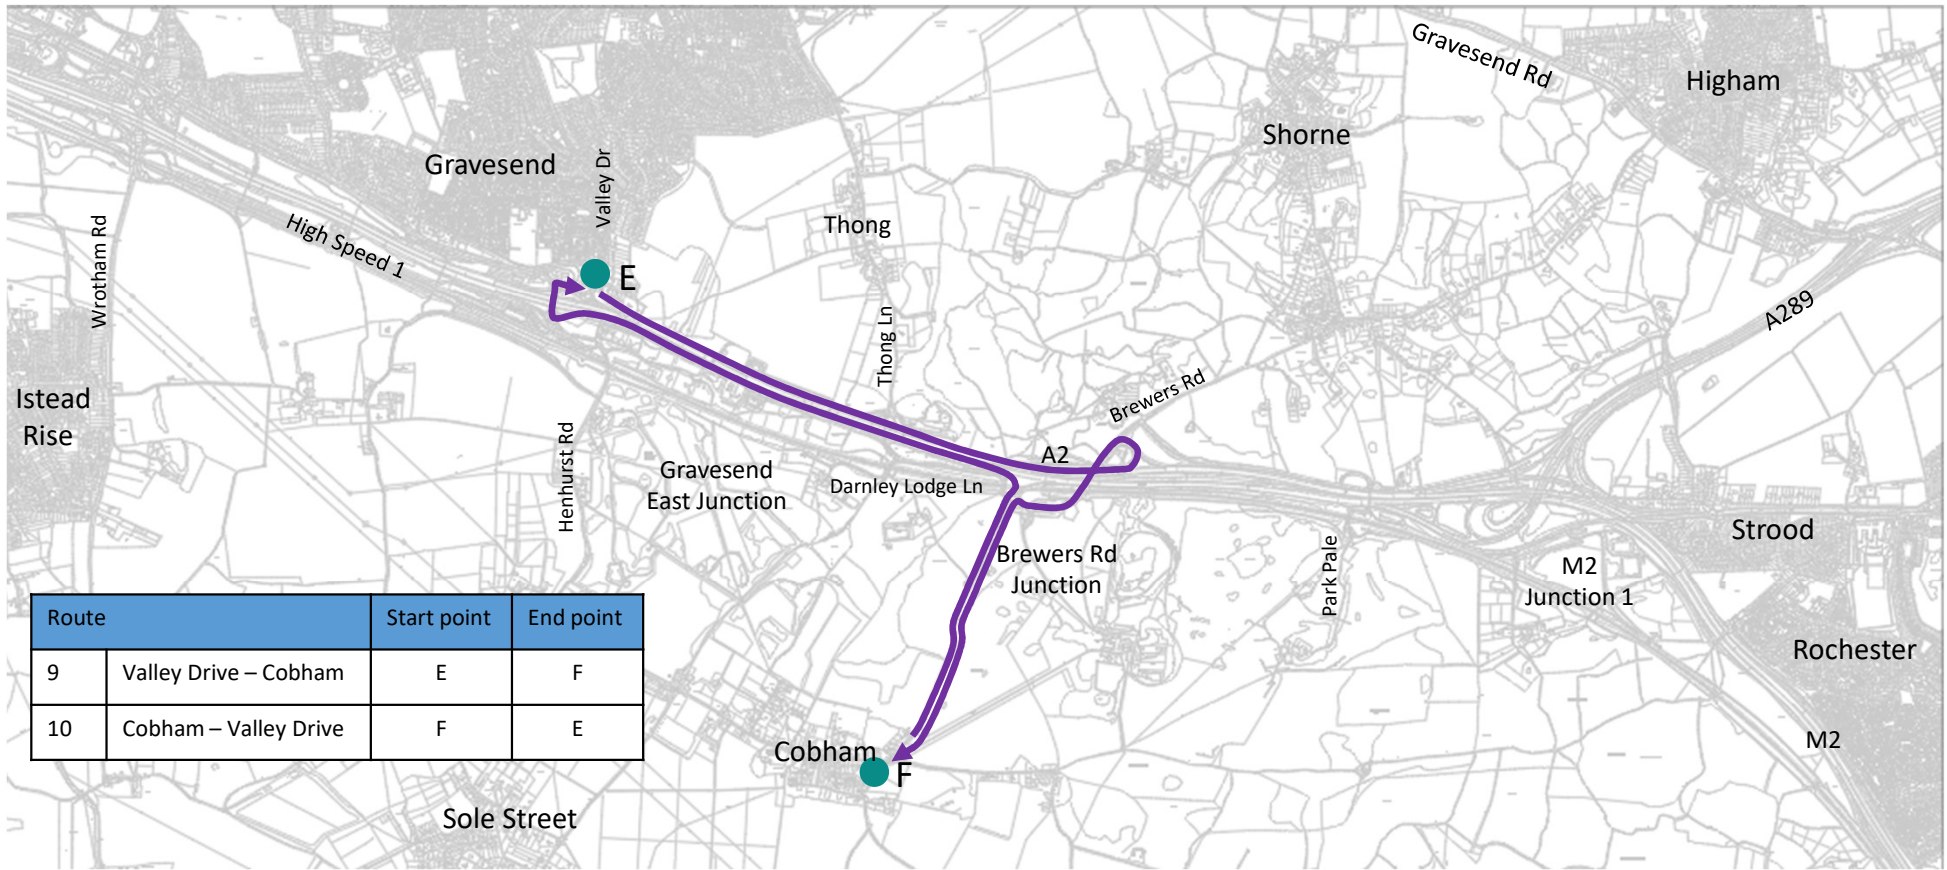 Gravesend Rd
Higham
Shorne
Gravesend
Valley Dr
Thong
Wrotham Rd
High Speed 1
E
A289
Thong Ln
Brewers Rd
Istead
Rise
Henhurst Rd
A2
Gravesend
East Junction
Darnley Lodge Ln
Strood
Brewers Rd
Junction
Park Pale
M2
Junction 1
Route Start point End point
9 Valley Drive – Cobham E F
10 Cobham – Valley Drive F E
Rochester
M2
Cobham
F
Sole Street